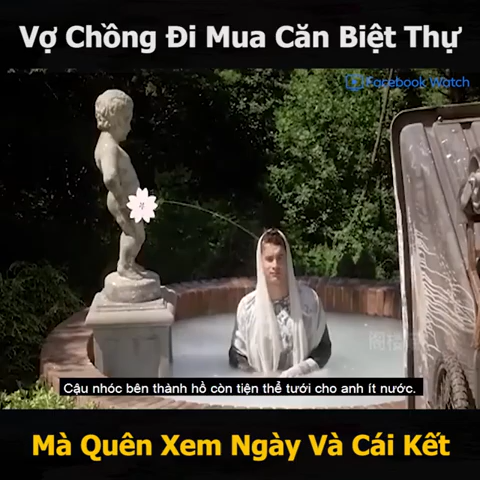 Vợ Chồng Đi Mua Căn Biệt Thự
Facebook Watch
Cậu nhóc bên thành hồ còn tiện thể tưới cho anh ít nước.
Mà Quên Xem Ngày Và Cái Kết